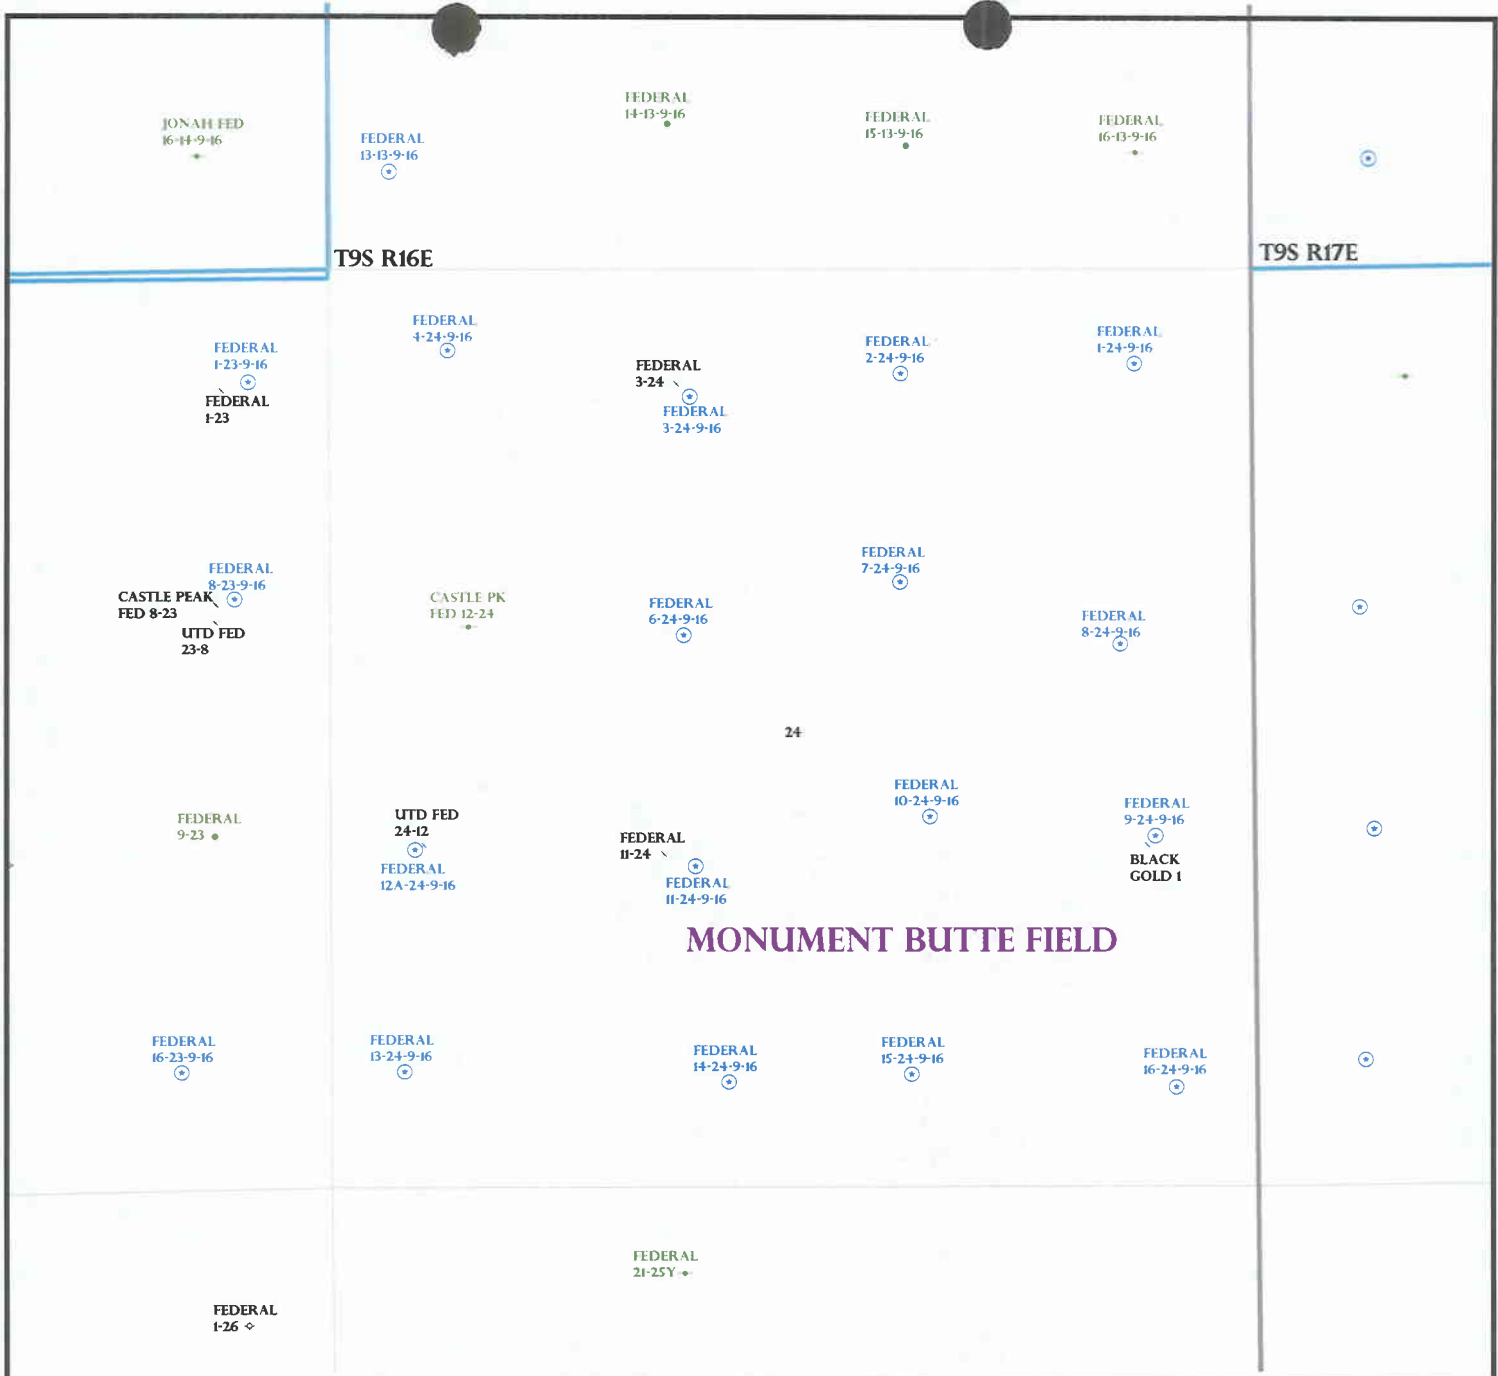 JONAH FED
16-14-9-16
FEDERAL
13-13-9-16
FEDERAL
14-13-9-16
FEDERAL
15-13-9-16
FEDERAL
16-13-9-16
T9S R16E
T9S R17E
FEDERAL
1-23-9-16
FEDERAL
1-23
FEDERAL
4-24-9-16
FEDERAL
3-24
FEDERAL
3-24-9-16
FEDERAL
2-24-9-16
FEDERAL
1-24-9-16
FEDERAL
8-23-9-16
CASTLE PEAK
FED 8-23
UTD FED
23-8
CASTLE PK
FED 12-24
FEDERAL
6-24-9-16
FEDERAL
7-24-9-16
FEDERAL
8-24-9-16
24
FEDERAL
9-23
UTD FED
24-12
FEDERAL
12A-24-9-16
FEDERAL
11-24
FEDERAL
11-24-9-16
FEDERAL
10-24-9-16
FEDERAL
9-24-9-16
BLACK
GOLD 1
MONUMENT BUTTE FIELD
FEDERAL
16-23-9-16
FEDERAL
13-24-9-16
FEDERAL
14-24-9-16
FEDERAL
15-24-9-16
FEDERAL
16-24-9-16
FEDERAL
21-25Y
FEDERAL
1-26